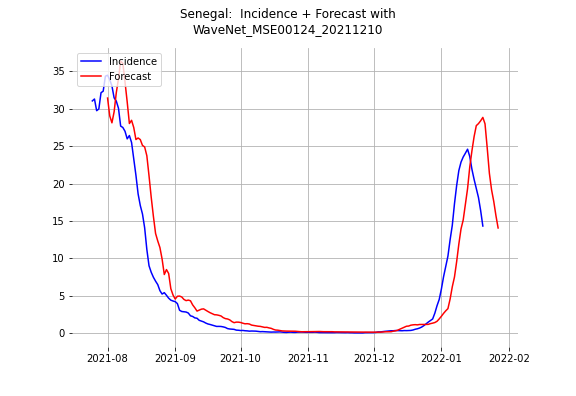 Senegal:  Incidence + Forecast with
WaveNet_MSE00124_20211210
Incidence
Forecast
35
30
25
20
15
10
5
0
2021-08 2021-09 2021-10 2021-11 2021-12 2022-01 2022-02